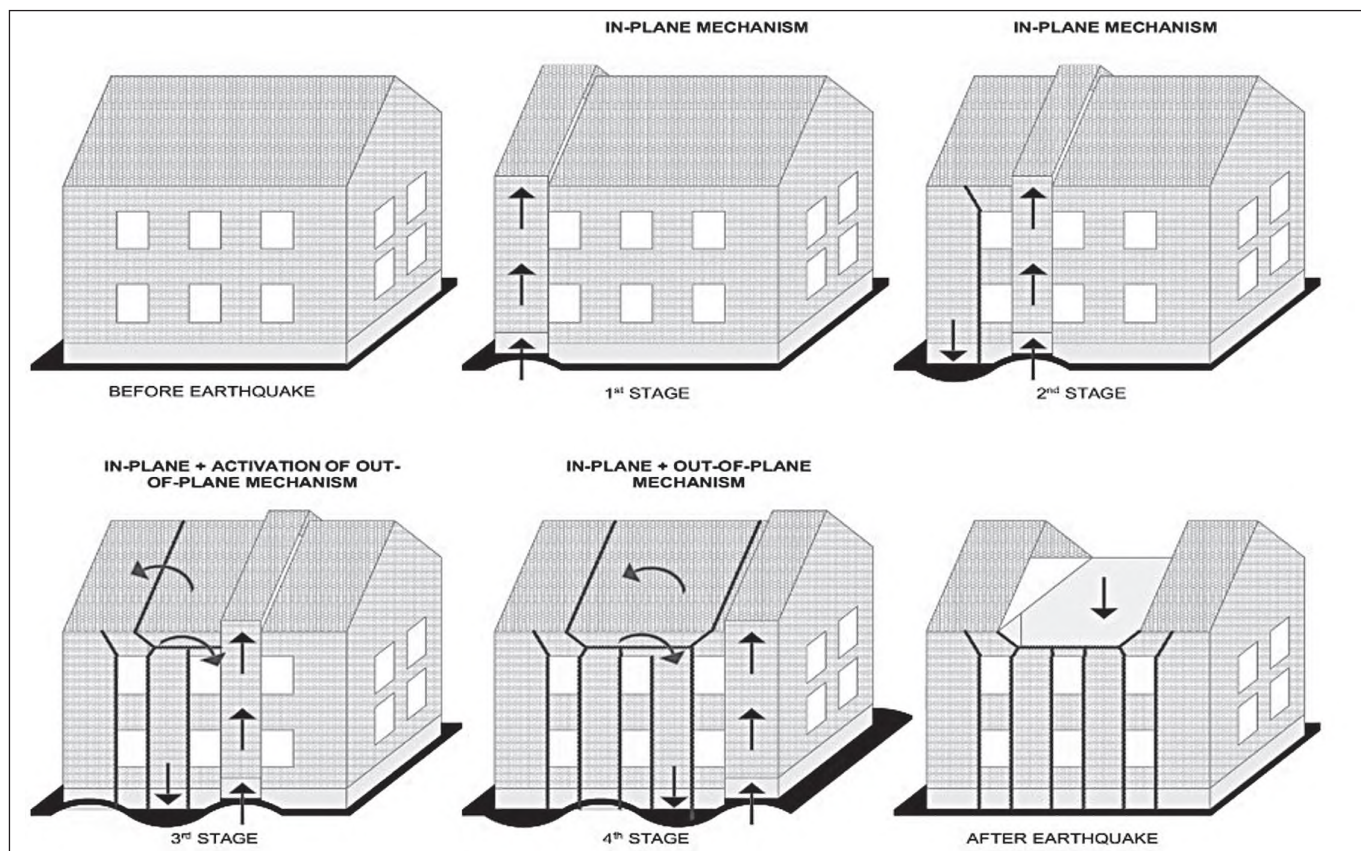 IN-PLANE MECHANISM
IN-PLANE MECHANISM
BEFORE EARTHQUAKE
1st STAGE
2nd STAGE
IN-PLANE + ACTIVATION OF OUT-
OF-PLANE MECHANISM
IN-PLANE + OUT-OF-PLANE
MECHANISM
3rd STAGE
4th STAGE
AFTER EARTHQUAKE